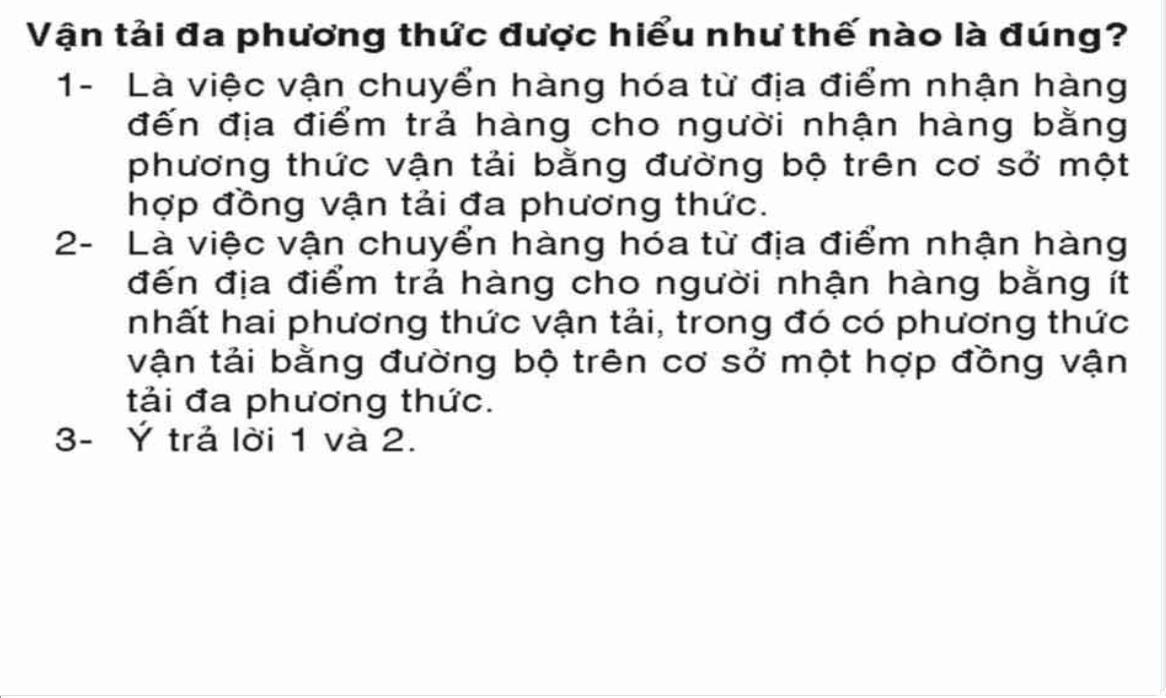 Vận tải đa phương thức được hiểu như thế nào là đúng?
1- Là việc vận chuyển hàng hóa từ địa điểm nhận hàng
đến địa điểm trả hàng cho người nhận hàng bằng
phương thức vận tải bằng đường bộ trên cơ sở một
hợp đồng vận tải đa phương thức.
2- Là việc vận chuyển hàng hóa từ địa điểm nhận hàng
đến địa điểm trả hàng cho người nhận hàng bằng ít
nhất hai phương thức vận tải, trong đó có phương thức
vận tải bằng đường bộ trên cơ sở một hợp đồng vận
tải đa phương thức.
3- Ý trả lời 1 và 2.